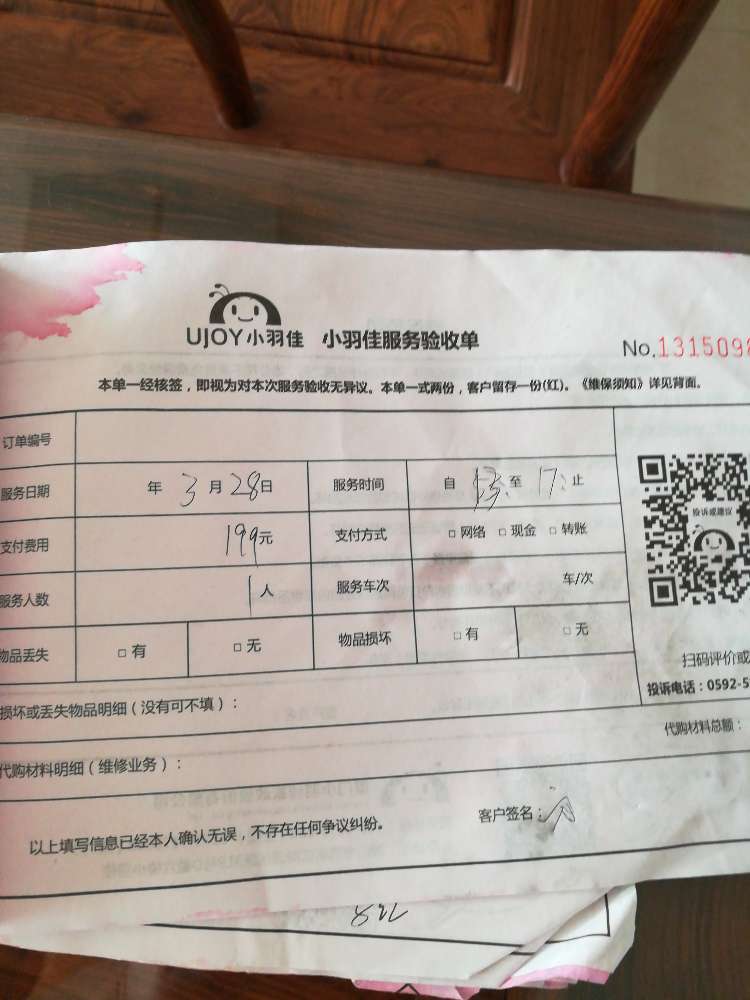 UJOY小羽佳 小羽佳服务验收单
No.1315098
本单一经核签，即视为对本次服务验收无异议。本单一式两份，客户留存一份(红)。《维保须知》详见背面。
订单编号
服务日期 年 3 月 28 日 服务时间 自 至 17: 止
投诉或建议
支付费用 199元 支付方式 □ 网络 □ 现金 □ 转账
服务人数 1 人 服务车次 车/次
物品丢失 □ 有 □ 无 物品损坏 □ 有 □ 无
扫码评价或
投诉电话：0592-5
损坏或丢失物品明细（没有可不填）：
代购材料明细（维修业务）： 代购材料总额：
以上填写信息已经本人确认无误，不存在任何争议纠纷。 客户签名：